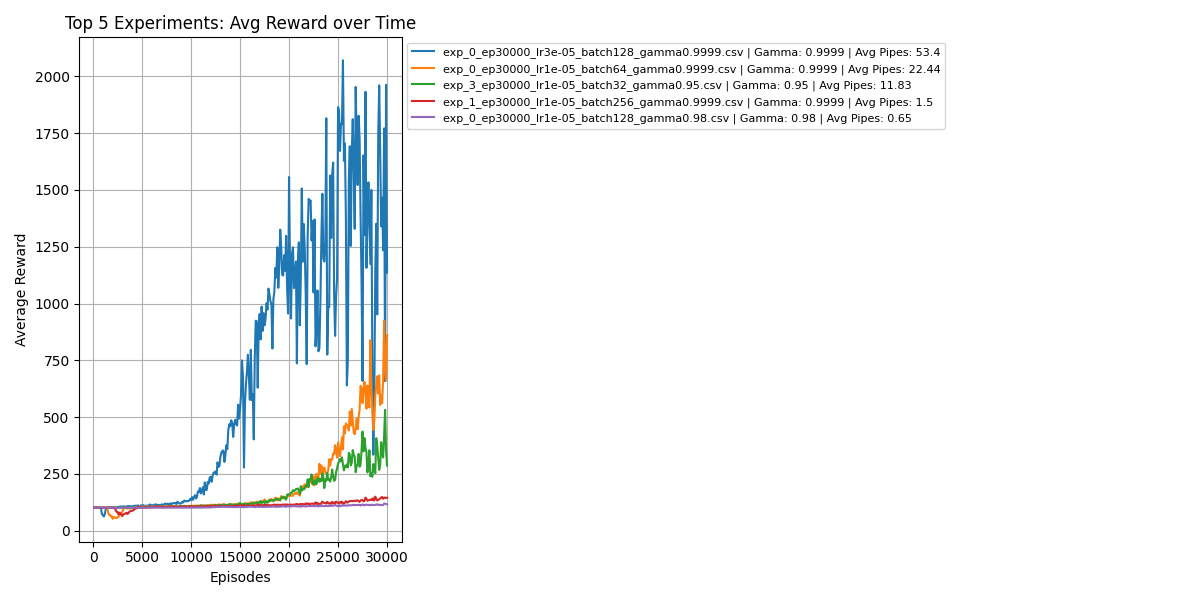 Top 5 Experiments: Avg Reward over Time
exp_0_ep30000_lr3e-05_batch128_gamma0.9999.csv | Gamma: 0.9999 | Avg Pipes: 53.4
exp_0_ep30000_lr1e-05_batch64_gamma0.9999.csv | Gamma: 0.9999 | Avg Pipes: 22.44
exp_3_ep30000_lr1e-05_batch32_gamma0.95.csv | Gamma: 0.95 | Avg Pipes: 11.83
exp_1_ep30000_lr1e-05_batch256_gamma0.9999.csv | Gamma: 0.9999 | Avg Pipes: 1.5
exp_0_ep30000_lr1e-05_batch128_gamma0.98.csv | Gamma: 0.98 | Avg Pipes: 0.65
Average Reward
2000
1750
1500
1250
1000
750
500
250
0
0 5000 10000 15000 20000 25000 30000
Episodes